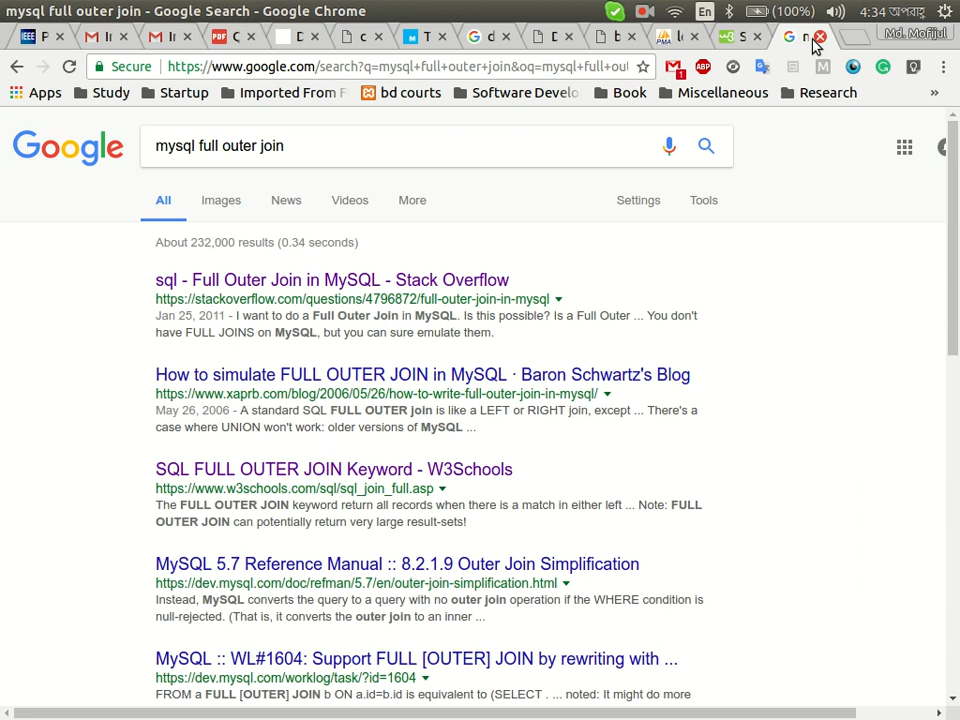 mysql full outer join - Google Search - Google Chrome
En (100%) 4:34 অপরাহ্ণ
Md. Mofijul
P M Ir M Ir PDF C D c M T G d D b PMA lo w3 S G n
Secure https://www.google.com/search?q=mysql+full+outer+join&oq=mysql+full+out
1 ABP
Apps Study Startup Imported From F bd courts Software Develo Book Miscellaneous Research »
Google mysql full outer join
All Images News Videos More Settings Tools
About 232,000 results (0.34 seconds)
sql - Full Outer Join in MySQL - Stack Overflow
https://stackoverflow.com/questions/4796872/full-outer-join-in-mysql
Jan 25, 2011 - I want to do a Full Outer Join in MySQL. Is this possible? Is a Full Outer ... You don't
have FULL JOINS on MySQL, but you can sure emulate them.
How to simulate FULL OUTER JOIN in MySQL · Baron Schwartz's Blog
https://www.xaprb.com/blog/2006/05/26/how-to-write-full-outer-join-in-mysql/
May 26, 2006 - A standard SQL FULL OUTER join is like a LEFT or RIGHT join, except ... There's a
case where UNION won't work: older versions of MySQL ...
SQL FULL OUTER JOIN Keyword - W3Schools
https://www.w3schools.com/sql/sql_join_full.asp
The FULL OUTER JOIN keyword return all records when there is a match in either left ... Note: FULL
OUTER JOIN can potentially return very large result-sets!
MySQL 5.7 Reference Manual :: 8.2.1.9 Outer Join Simplification
https://dev.mysql.com/doc/refman/5.7/en/outer-join-simplification.html
Instead, MySQL converts the query to a query with no outer join operation if the WHERE condition is
null-rejected. (That is, it converts the outer join to an inner ...
MySQL :: WL#1604: Support FULL [OUTER] JOIN by rewriting with ...
https://dev.mysql.com/worklog/task/?id=1604
FROM a FULL [OUTER] JOIN b ON a.id=b.id is equivalent to (SELECT . ... noted: It might do more